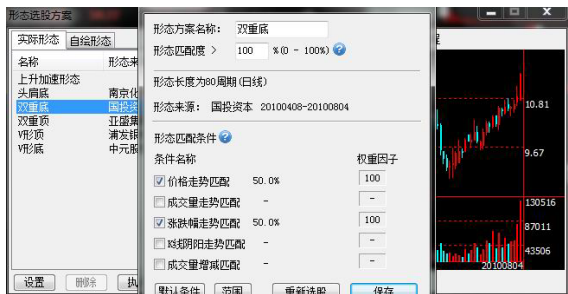 形态选股方案
实际形态 自绘形态
名称 形态来
上升加速形态
头肩底 南京化
双重底 国投资
双重顶 亚盛集
V形顶 浦发银
V形底 中元股
设置 删除 执
形态方案名称: 双重底
形态匹配度 > 100 %(0 - 100%)
形态长度为80周期(日线)
形态来源: 国投资本 20100408-20100804
形态匹配条件
条件名称 权重因子
价格走势匹配 50.0% 100
成交量走势匹配 - -
涨跌幅走势匹配 50.0% 100
K线阴阳走势匹配 - -
成交量增减匹配 - -
默认条件 范围 重新选股 保存
10.81
9.67
130516
87011
43506
20100804